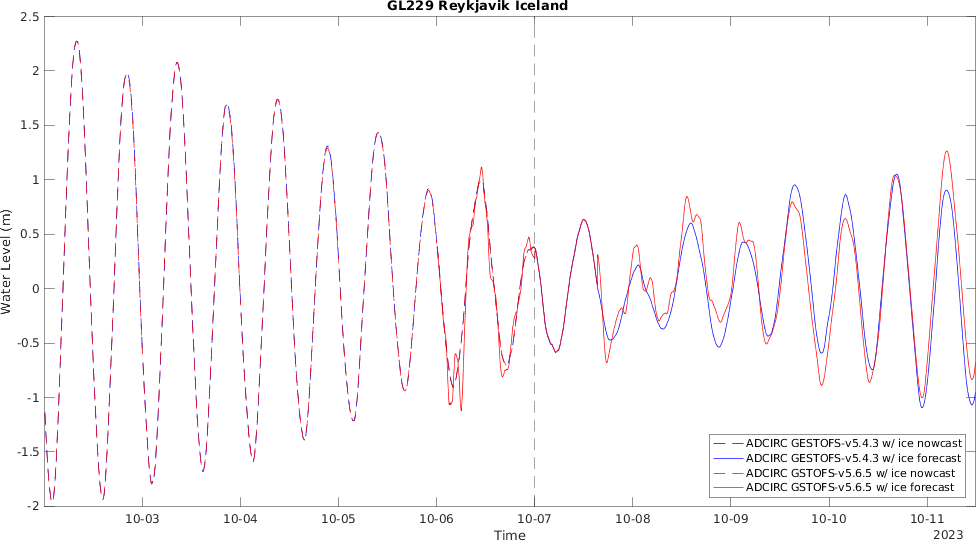 GL229 Reykjavik Iceland
2.5
2
1.5
1
0.5
0
-0.5
-1
-1.5
-2
Water Level (m)
10-03 10-04 10-05 10-06 10-07 10-08 10-09 10-10 10-11
Time
2023
ADCIRC GESTOFS-v5.4.3 w/ ice nowcast
ADCIRC GESTOFS-v5.4.3 w/ ice forecast
ADCIRC GSTOFS-v5.6.5 w/ ice nowcast
ADCIRC GSTOFS-v5.6.5 w/ ice forecast